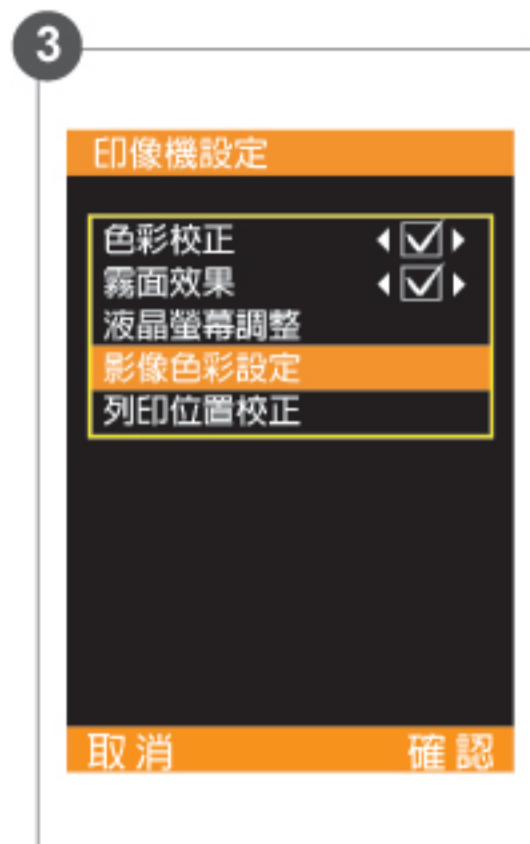 3
印像機設定
色彩校正
霧面效果
液晶螢幕調整
影像色彩設定
列印位置校正
取消 確認